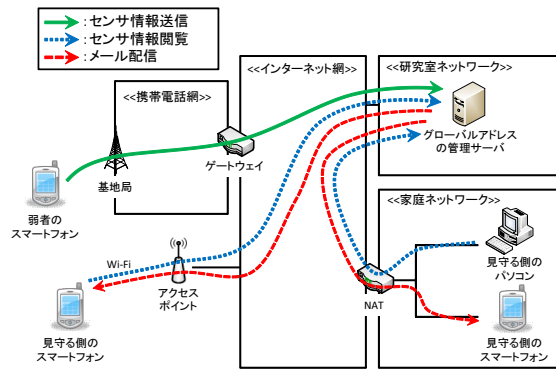 :センサ情報送信
:センサ情報閲覧
:メール配信
<<携帯電話網>>
<<インターネット網>>
<<研究室ネットワーク>>
グローバルアドレス
の管理サーバ
ゲートウェイ
基地局
弱者の
スマートフォン
<<家庭ネットワーク>>
見守る側の
パソコン
Wi-Fi
アクセス
ポイント
NAT
見守る側の
スマートフォン
見守る側の
スマートフォン